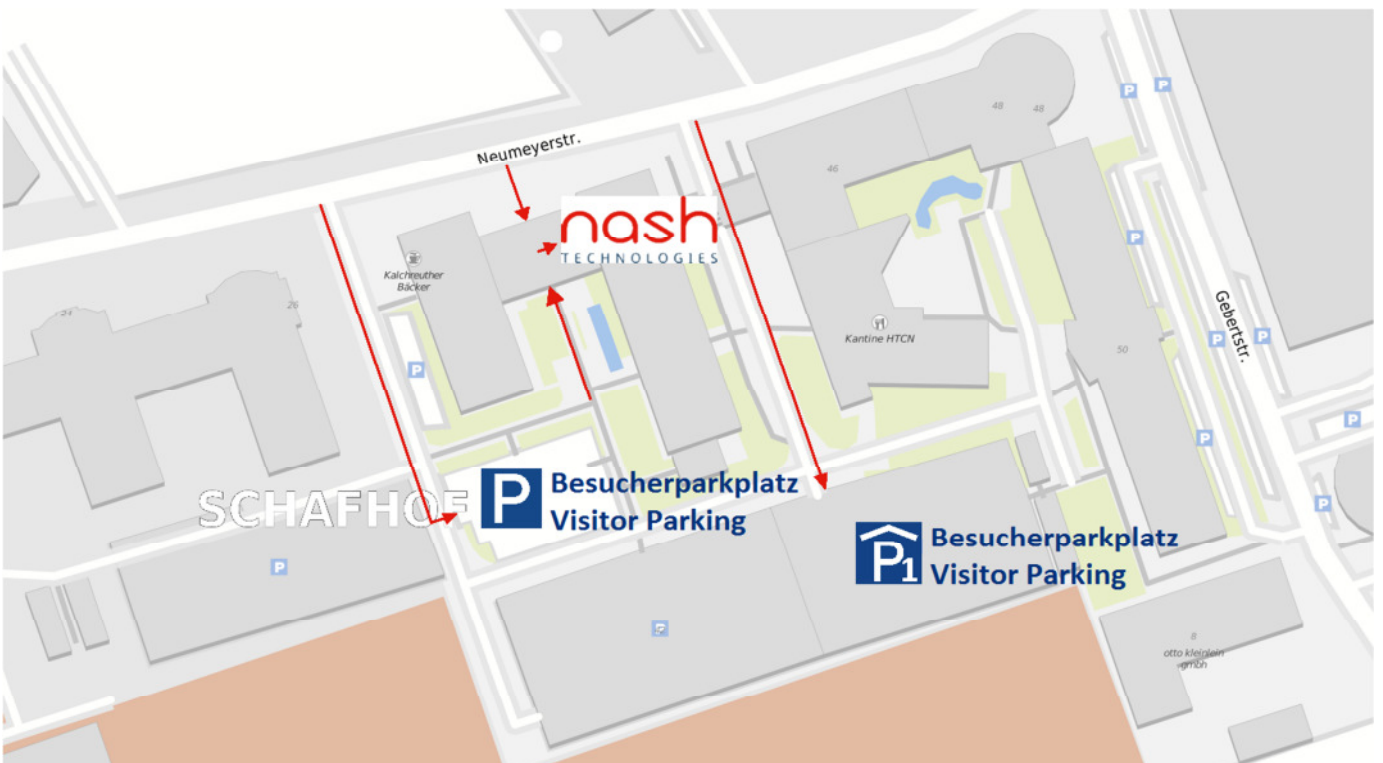 P
P
48
48
Neumeyerstr.
46
nash
TECHNOLOGIES
P
Kalchreuther
Bäcker
26
Gebertstr.
Kantine HTCN
P
P
50
P
P
P
SCHAFHOF
P
Besucherparkplatz
Visitor Parking
P
P1
Besucherparkplatz
Visitor Parking
P
P
8
otto kleinlein
gmbh